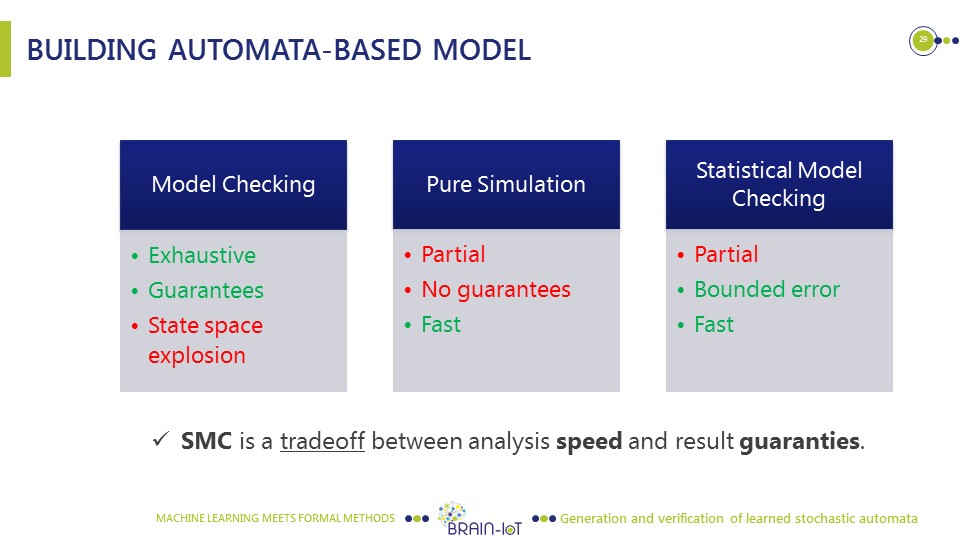 BUILDING AUTOMATA-BASED MODEL
29
Model Checking
• Exhaustive
• Guarantees
• State space
explosion
Pure Simulation
• Partial
• No guarantees
• Fast
Statistical Model
Checking
• Partial
• Bounded error
• Fast
✓ SMC is a tradeoff between analysis speed and result guaranties.
MACHINE LEARNING MEETS FORMAL METHODS
BRAIN-IoT
Generation and verification of learned stochastic automata